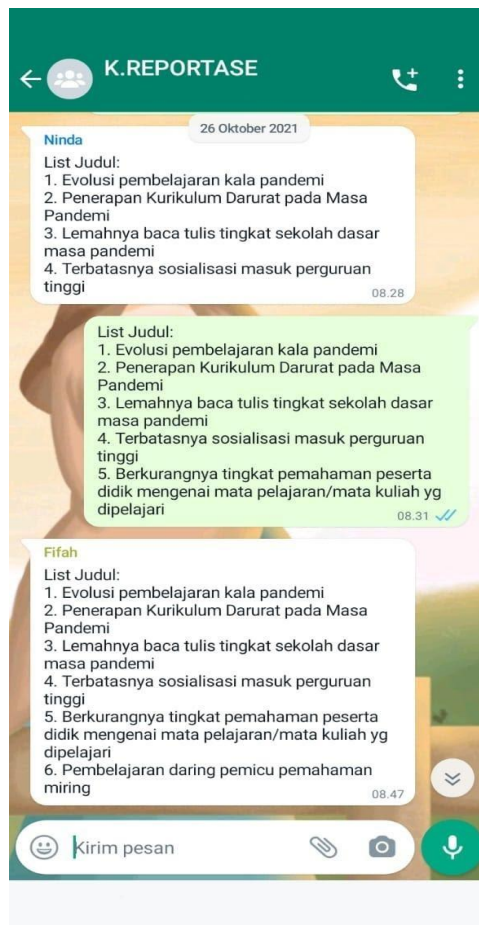 K.REPORTASE
26 Oktober 2021
Ninda
List Judul:
1. Evolusi pembelajaran kala pandemi
2. Penerapan Kurikulum Darurat pada Masa
Pandemi
3. Lemahnya baca tulis tingkat sekolah dasar
masa pandemi
4. Terbatasnya sosialisasi masuk perguruan
tinggi
08.28
List Judul:
1. Evolusi pembelajaran kala pandemi
2. Penerapan Kurikulum Darurat pada Masa
Pandemi
3. Lemahnya baca tulis tingkat sekolah dasar
masa pandemi
4. Terbatasnya sosialisasi masuk perguruan
tinggi
5. Berkurangnya tingkat pemahaman peserta
didik mengenai mata pelajaran/mata kuliah yg
dipelajari
08.31
Fifah
List Judul:
1. Evolusi pembelajaran kala pandemi
2. Penerapan Kurikulum Darurat pada Masa
Pandemi
3. Lemahnya baca tulis tingkat sekolah dasar
masa pandemi
4. Terbatasnya sosialisasi masuk perguruan
tinggi
5. Berkurangnya tingkat pemahaman peserta
didik mengenai mata pelajaran/mata kuliah yg
dipelajari
6. Pembelajaran daring pemicu pemahaman
miring
08.47
Kirim pesan